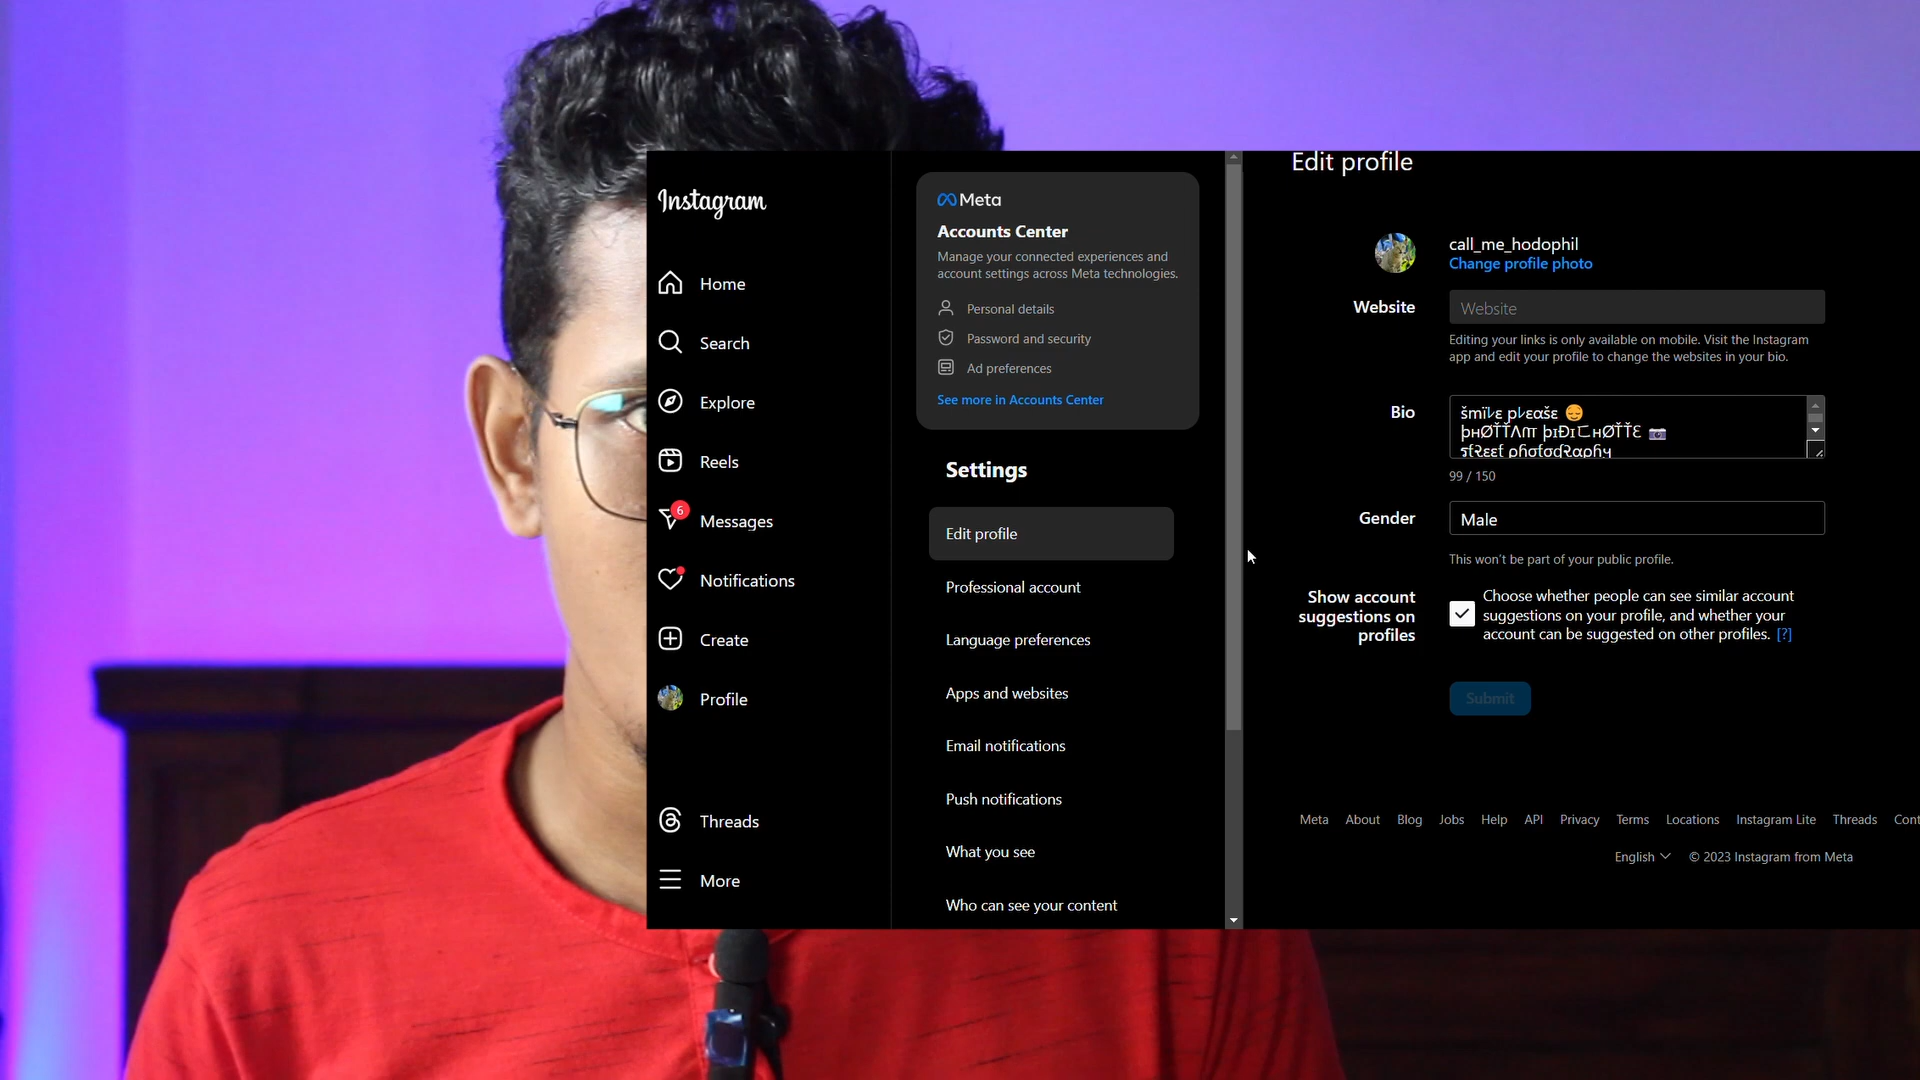 Instagram
Home
Search
Explore
Reels
6
Messages
Notifications
Create
Profile
Threads
More
Meta
Accounts Center
Manage your connected experiences and
account settings across Meta technologies.
Personal details
Password and security
Ad preferences
See more in Accounts Center
Settings
Edit profile
Professional account
Language preferences
Apps and websites
Email notifications
Push notifications
What you see
Who can see your content
Edit profile
call_me_hodophil
Change profile photo
Website
Website
Editing your links is only available on mobile. Visit the Instagram
app and edit your profile to change the websites in your bio.
Bio
99 / 150
Gender
Male
This won't be part of your public profile.
Show account
suggestions on
profiles
Choose whether people can see similar account
suggestions on your profile, and whether your
account can be suggested on other profiles. [?]
Submit
Meta About Blog Jobs Help API Privacy Terms Locations Instagram Lite Threads
English © 2023 Instagram from Meta